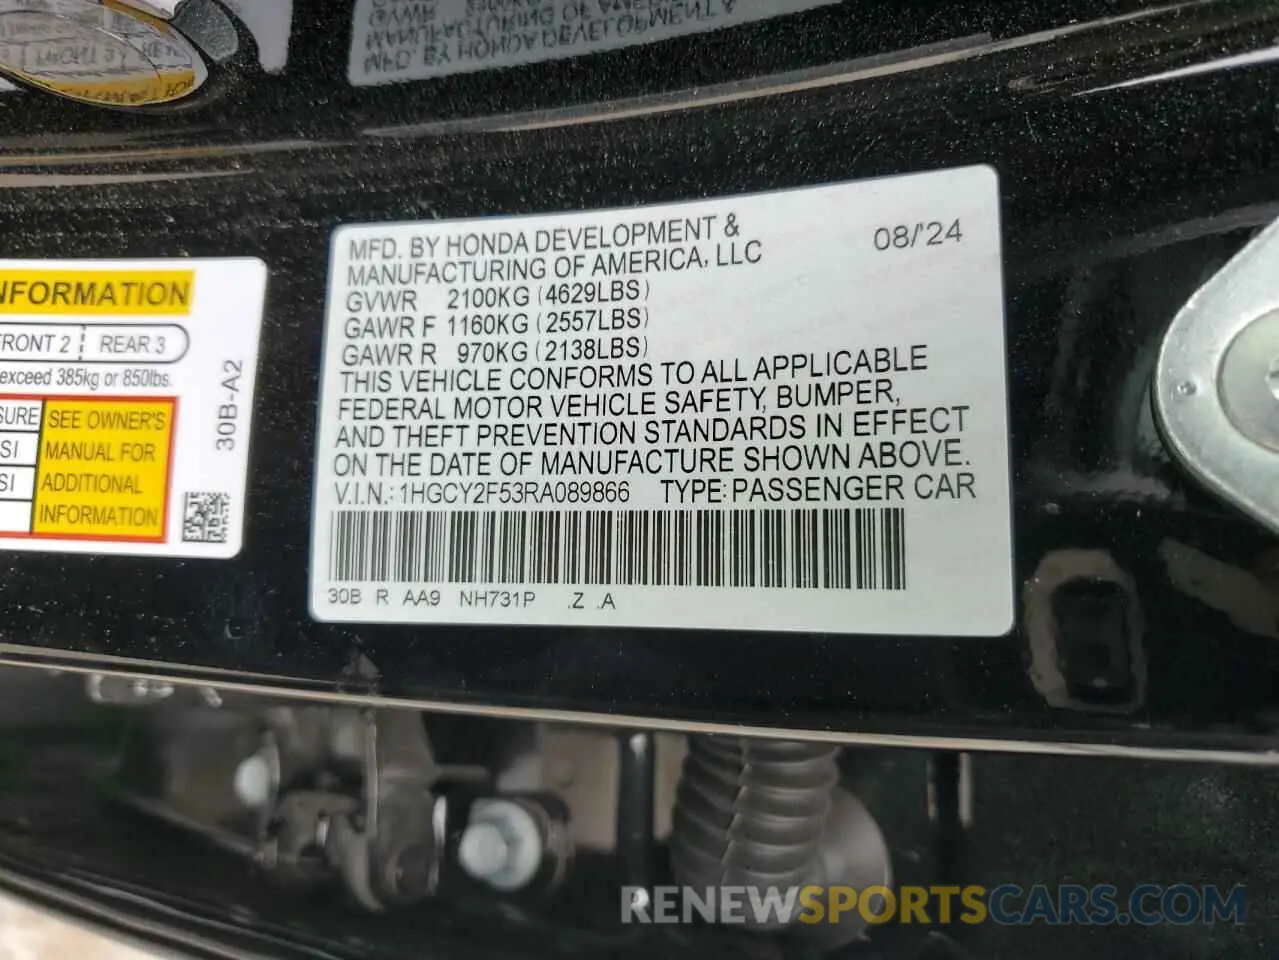 MFD. BY HONDA DEVELOPMENT &
MANUFACTURING OF AMERICA, LLC
08/'24
GVWR 2100KG (4629LBS)
GAWR F 1160KG (2557LBS)
GAWR R 970KG (2138LBS)
THIS VEHICLE CONFORMS TO ALL APPLICABLE
FEDERAL MOTOR VEHICLE SAFETY, BUMPER,
AND THEFT PREVENTION STANDARDS IN EFFECT
ON THE DATE OF MANUFACTURE SHOWN ABOVE.
V.I.N.: 1HGCY2F53RA089866 TYPE: PASSENGER CAR
30B R AA9 NH731P .Z .A
NFORMATION
FRONT 2 REAR 3
exceed 385kg or 850lbs.
SURE SEE OWNER'S
SI MANUAL FOR
SI ADDITIONAL
INFORMATION
30B-A2
RENEWSPORTSCARS.COM